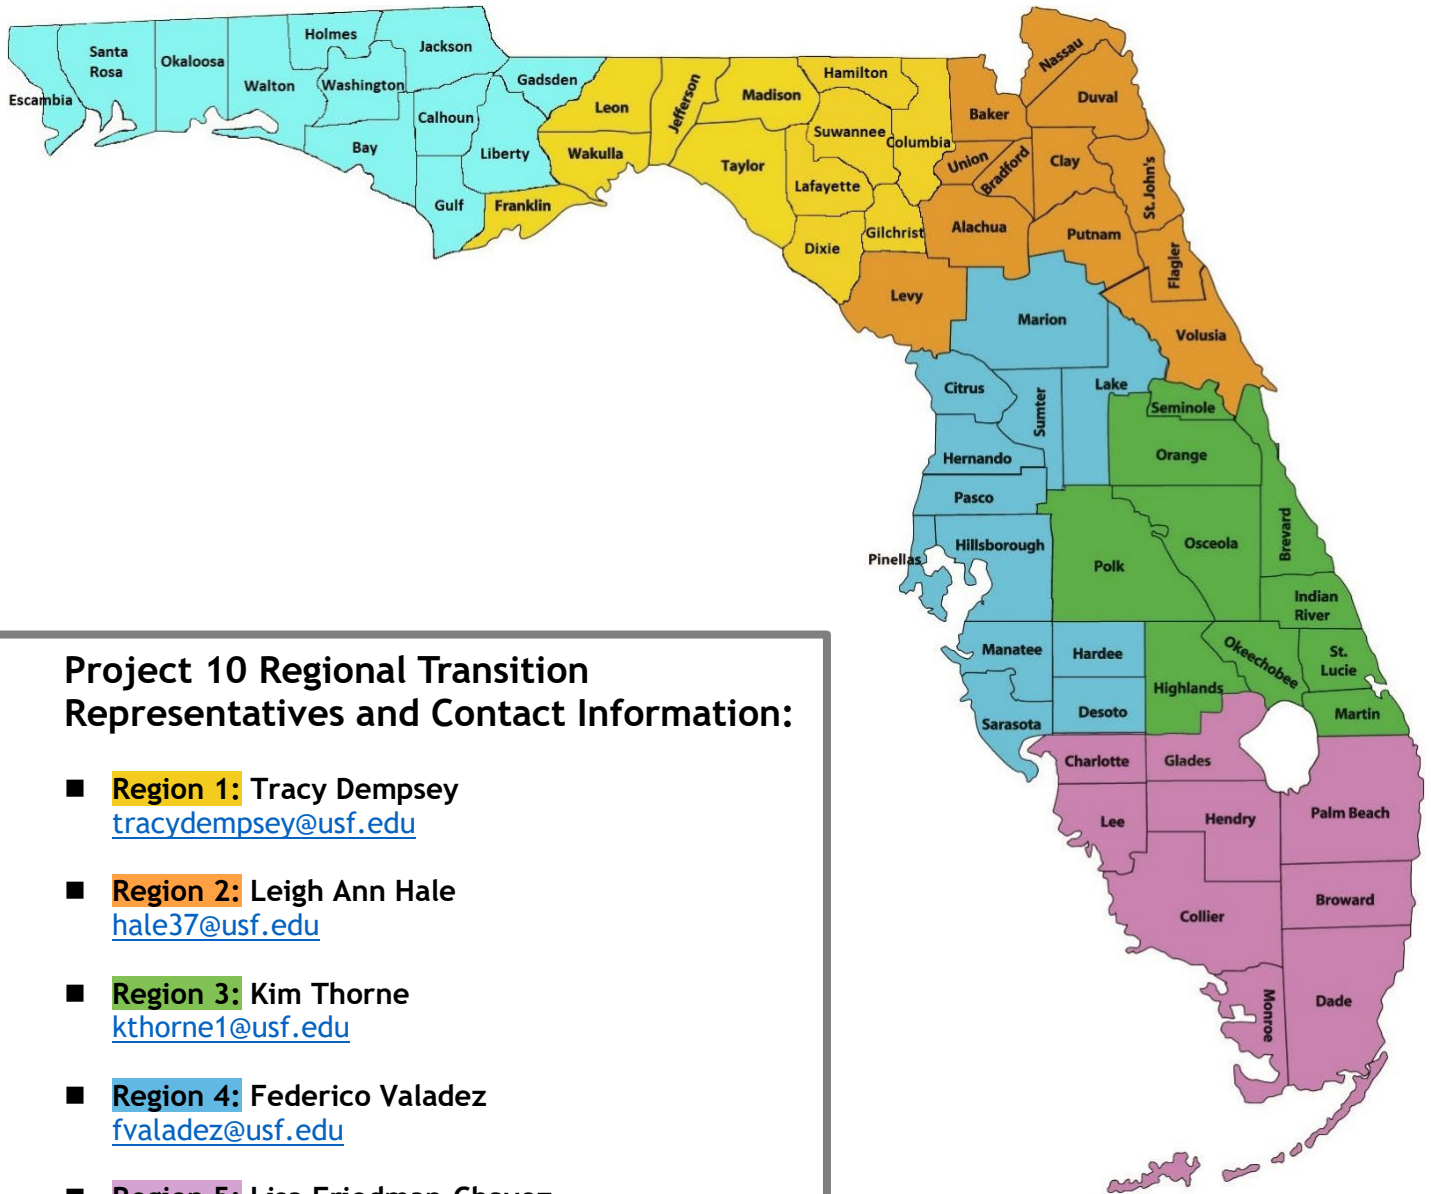 Holmes
Jackson
Santa
Rosa
Okaloosa
Walton
Washington
Gadsden
Escambia
Calhoun
Bay
Liberty
Gulf
Franklin
Leon
Jefferson
Madison
Hamilton
Wakulla
Taylor
Suwannee
Columbia
Lafayette
Dixie
Gilchrist
Nassau
Duval
Baker
Union
Bradford
Clay
St. John's
Alachua
Putnam
Flagler
Levy
Marion
Volusia
Citrus
Sumter
Lake
Seminole
Hernando
Orange
Pasco
Pinellas
Hillsborough
Polk
Osceola
Brevard
Indian
River
Manatee
Hardee
Okeechobee
St.
Lucie
Highlands
Sarasota
Desoto
Martin
Charlotte
Glades
Lee
Hendry
Palm Beach
Collier
Broward
Monroe
Dade
Project 10 Regional Transition
Representatives and Contact Information:
■ Region 1: Tracy Dempsey
tracydempsey@usf.edu
■ Region 2: Leigh Ann Hale
hale37@usf.edu
■ Region 3: Kim Thorne
kthorne1@usf.edu
■ Region 4: Federico Valadez
fvaladez@usf.edu
■ Region 5: Lisa Friedman-Chavez